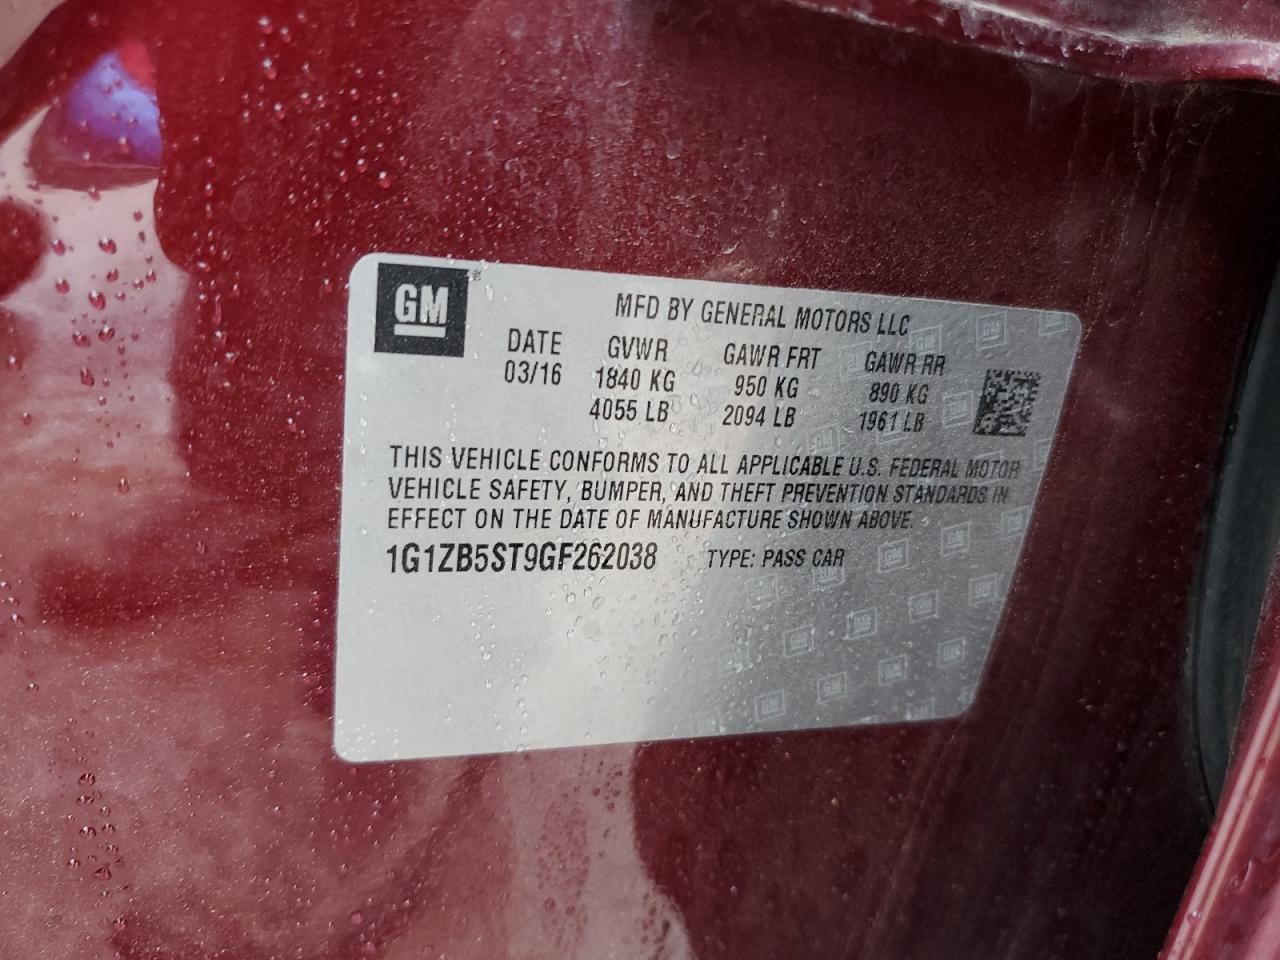 GM
MFD BY GENERAL MOTORS LLC
DATE GVWR GAWR FRT GAWR RR
03/16 1840 KG 950 KG 890 KG
4055 LB 2094 LB 1961 LB
THIS VEHICLE CONFORMS TO ALL APPLICABLE U.S. FEDERAL MOTOR
VEHICLE SAFETY, BUMPER, AND THEFT PREVENTION STANDARDS IN
EFFECT ON THE DATE OF MANUFACTURE SHOWN ABOVE.
1G1ZB5ST9GF262038 TYPE: PASS CAR